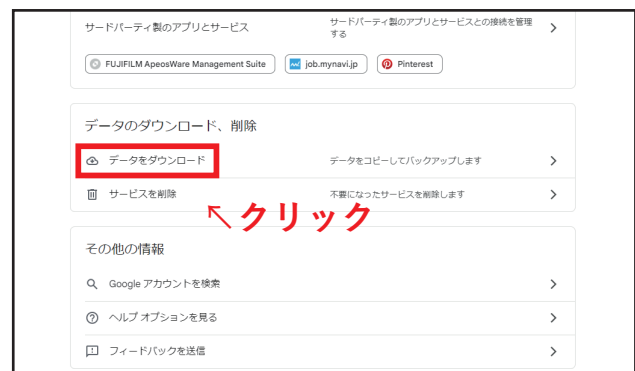 サードパーティ製のアプリとサービス
サードパーティ製のアプリとサービスとの接続を管理
する
FUJIFILM ApeosWare Management Suite
job.mynavi.jp
Pinterest
データのダウンロード、削除
データをダウンロード
データをコピーしてバックアップします
サービスを削除
不要になったサービスを削除します
↖クリック
その他の情報
Google アカウントを検索
ヘルプ オプションを見る
フィードバックを送信